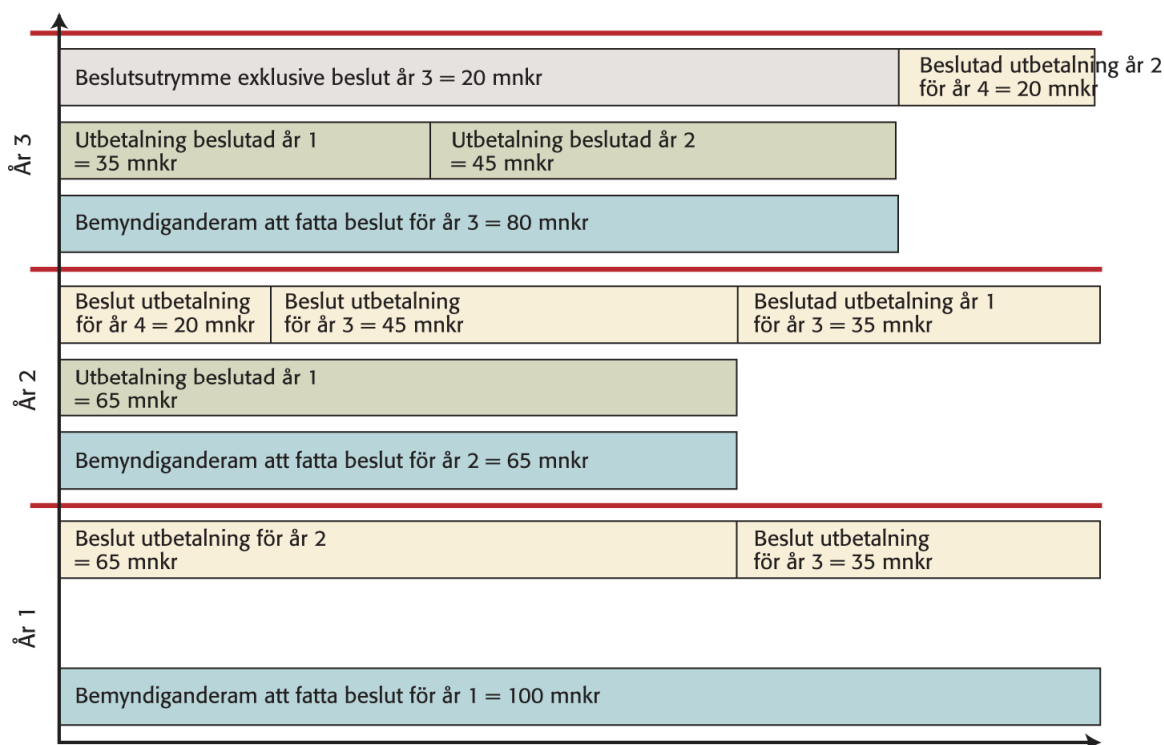 Beslutsutrymme exklusive beslut år 3 = 20 mnkr
Beslutad utbetalning år 2
för år 4 = 20 mnkr
År 3
Utbetalning beslutad år 1
= 35 mnkr
Utbetalning beslutad år 2
= 45 mnkr
Bemyndiganderam att fatta beslut för år 3 = 80 mnkr
Beslut utbetalning
för år 4 = 20 mnkr
Beslut utbetalning
för år 3 = 45 mnkr
Beslutad utbetalning år 1
för år 3 = 35 mnkr
År 2
Utbetalning beslutad år 1
= 65 mnkr
Bemyndiganderam att fatta beslut för år 2 = 65 mnkr
Beslut utbetalning för år 2
= 65 mnkr
Beslut utbetalning
för år 3 = 35 mnkr
År 1
Bemyndiganderam att fatta beslut för år 1 = 100 mnkr